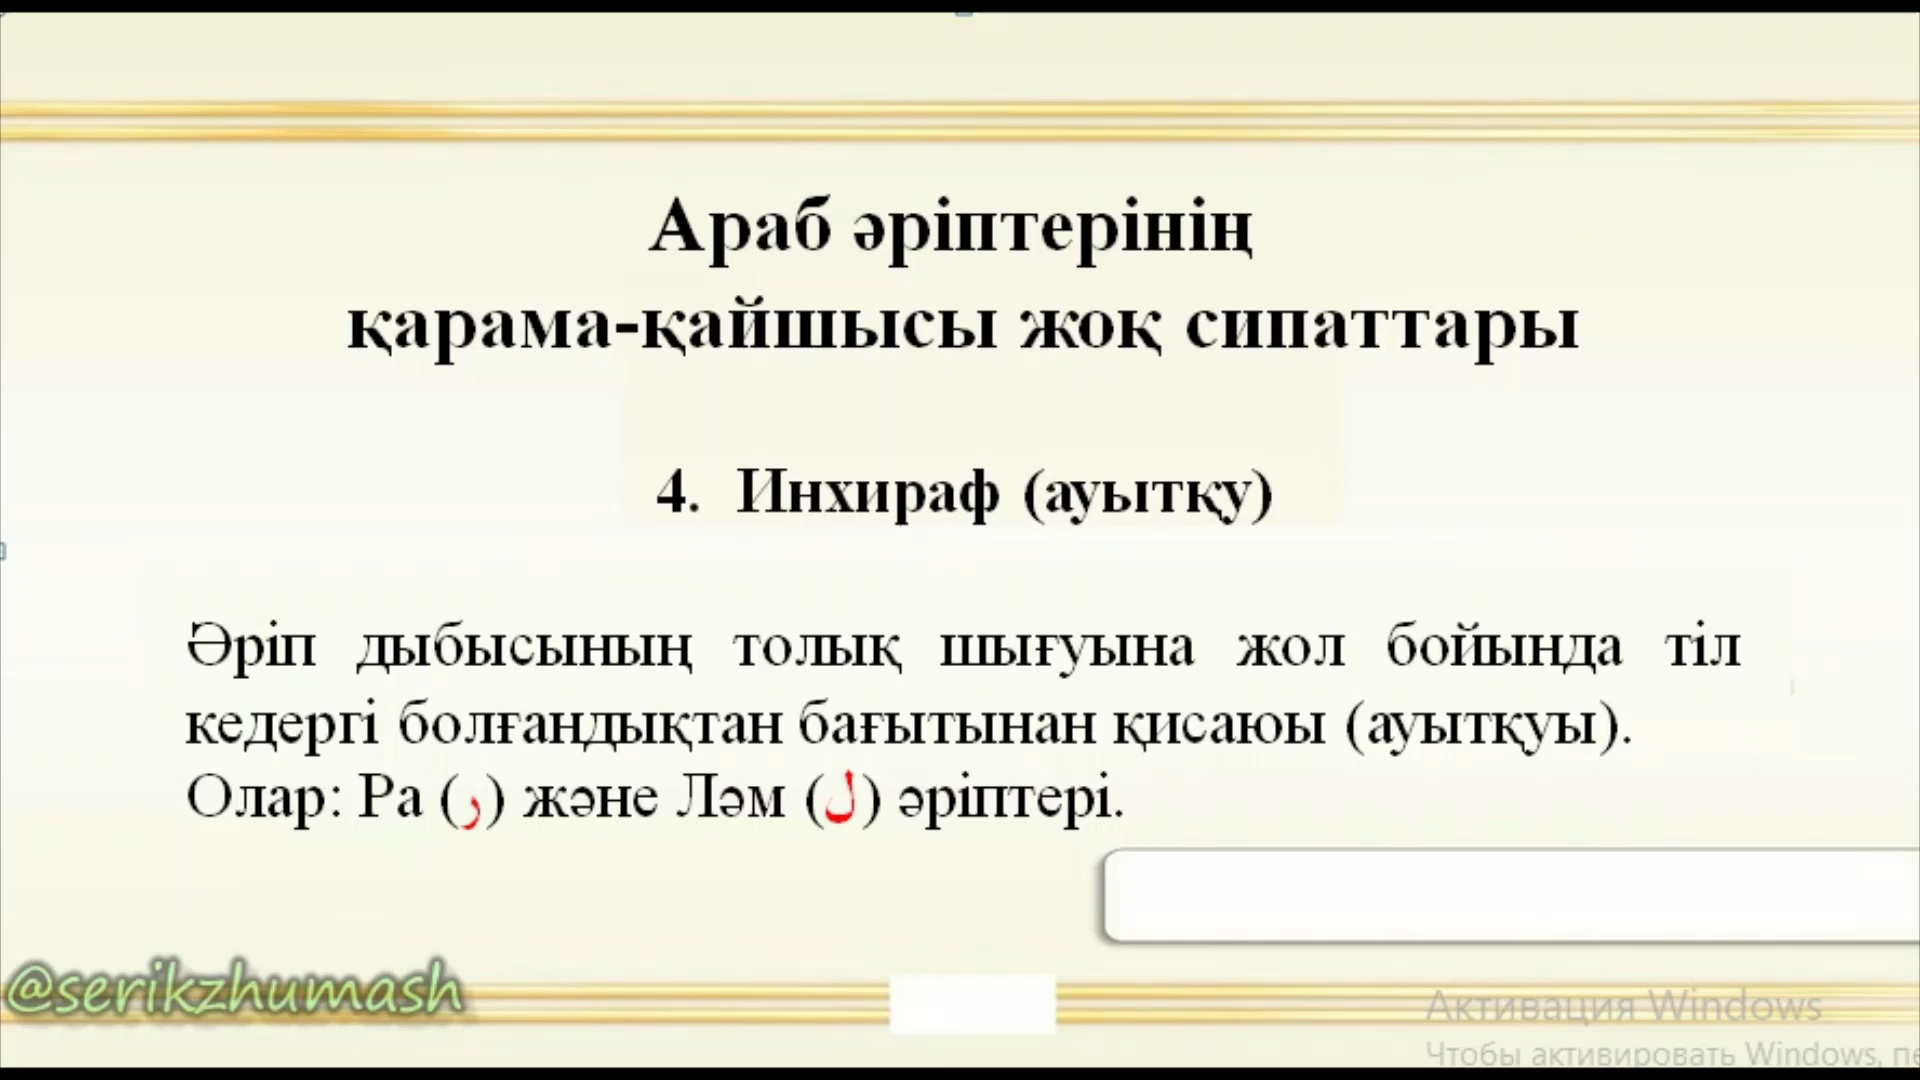 Араб әріптерінің
қарама-қайшысы жоқ сипаттары
4. Инхираф (ауытқу)
Әріп дыбысының толық шығуына жол бойында тіл
кедергі болғандықтан бағытынан қисаюы (ауытқуы).
Олар: Ра (ر) және Ләм (ل) әріптері.
@serikzhumash
Активация Windows
Чтобы активировать Windows,